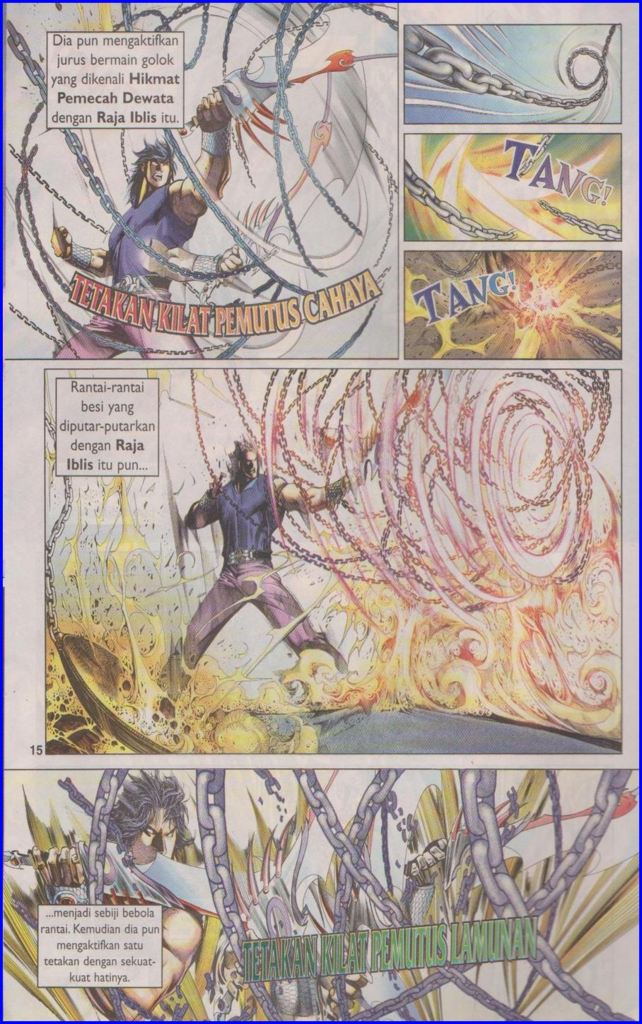 Dia pun mengaktifkan
jurus bermain golok
yang dikenali Hikmat
Pemecah Dewata
dengan Raja Iblis itu.
TETAKAN KILAT PEMUTUS CAHAYA
TANG!
TANG!
Rantai-rantai
besi yang
diputar-putarkan
dengan Raja
Iblis itu pun...
15
...menjadi sebiji bebola
rantai. Kemudian dia pun
mengaktifkan satu
tetakan dengan sekuat-
kuat hatinya.
TETAKAN KILAT PEMUTUS LAMUNAN